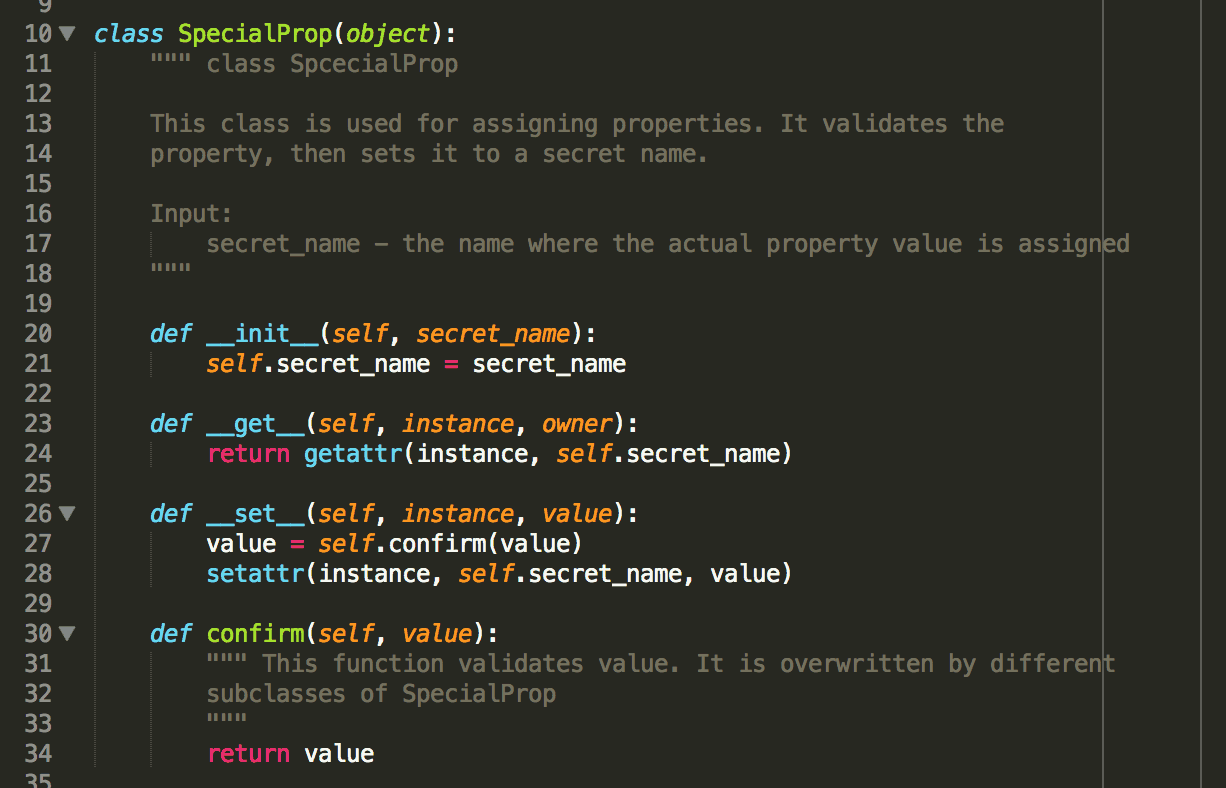 9
10 ▼ class SpecialProp(object):
11     """ class SpcecialProp
12
13     This class is used for assigning properties. It validates the
14     property, then sets it to a secret name.
15
16     Input:
17         secret_name – the name where the actual property value is assigned
18     """
19
20     def __init__(self, secret_name):
21         self.secret_name = secret_name
22
23     def __get__(self, instance, owner):
24         return getattr(instance, self.secret_name)
25
26 ▼     def __set__(self, instance, value):
27         value = self.confirm(value)
28         setattr(instance, self.secret_name, value)
29
30 ▼     def confirm(self, value):
31         """ This function validates value. It is overwritten by different
32         subclasses of SpecialProp
33         """
34         return value
35